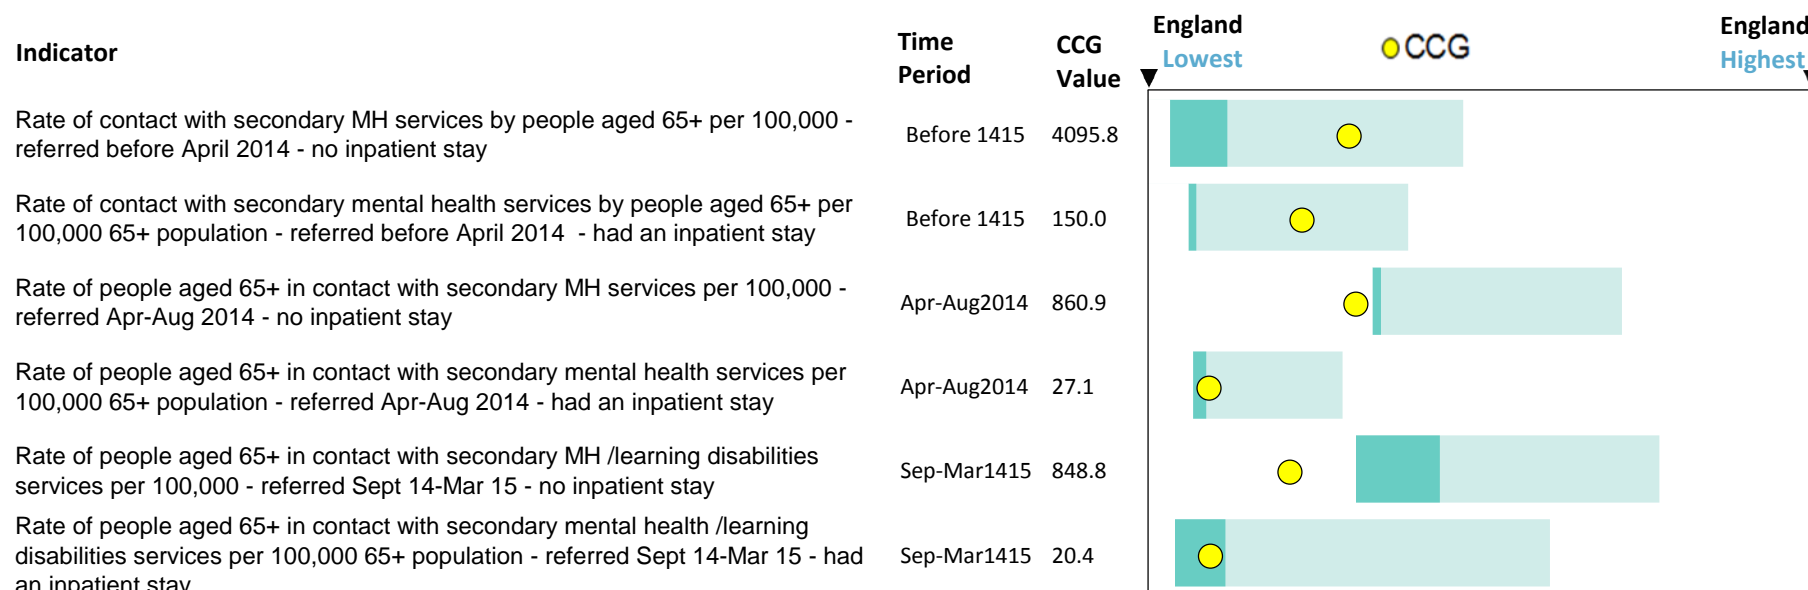 Indicator
Time Period
CCG Value
England Lowest
CCG
England Highest
Rate of contact with secondary MH services by people aged 65+ per 100,000 -
referred before April 2014 - no inpatient stay
Before 1415 4095.8
Rate of contact with secondary mental health services by people aged 65+ per
100,000 65+ population - referred before April 2014  - had an inpatient stay
Before 1415 150.0
Rate of people aged 65+ in contact with secondary MH services per 100,000 -
referred Apr-Aug 2014 - no inpatient stay
Apr-Aug2014 860.9
Rate of people aged 65+ in contact with secondary mental health services per
100,000 65+ population - referred Apr-Aug 2014 - had an inpatient stay
Apr-Aug2014 27.1
Rate of people aged 65+ in contact with secondary MH /learning disabilities
services per 100,000 - referred Sept 14-Mar 15 - no inpatient stay
Sep-Mar1415 848.8
Rate of people aged 65+ in contact with secondary mental health /learning
disabilities services per 100,000 65+ population - referred Sept 14-Mar 15 - had
an inpatient stay
Sep-Mar1415 20.4